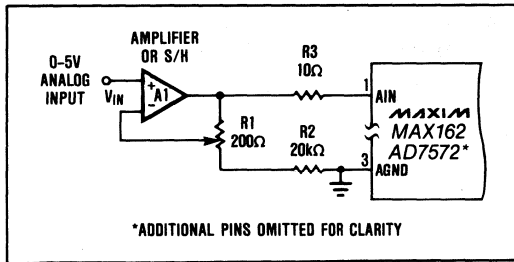 AMPLIFIER
OR S/H
0-5V
ANALOG
INPUT
VIN
+
A1
−
R3
10Ω
R1
200Ω
R2
20kΩ
1
AIN
MAXIM
MAX162
AD7572*
3
AGND
*ADDITIONAL PINS OMITTED FOR CLARITY